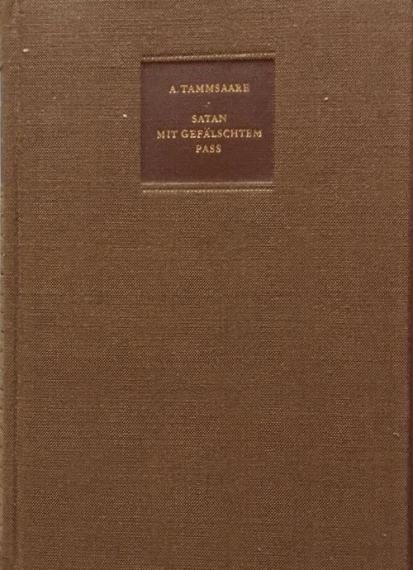 A. TAMMSAARE
SATAN
MIT GEFÄLSCHTEM
PASS